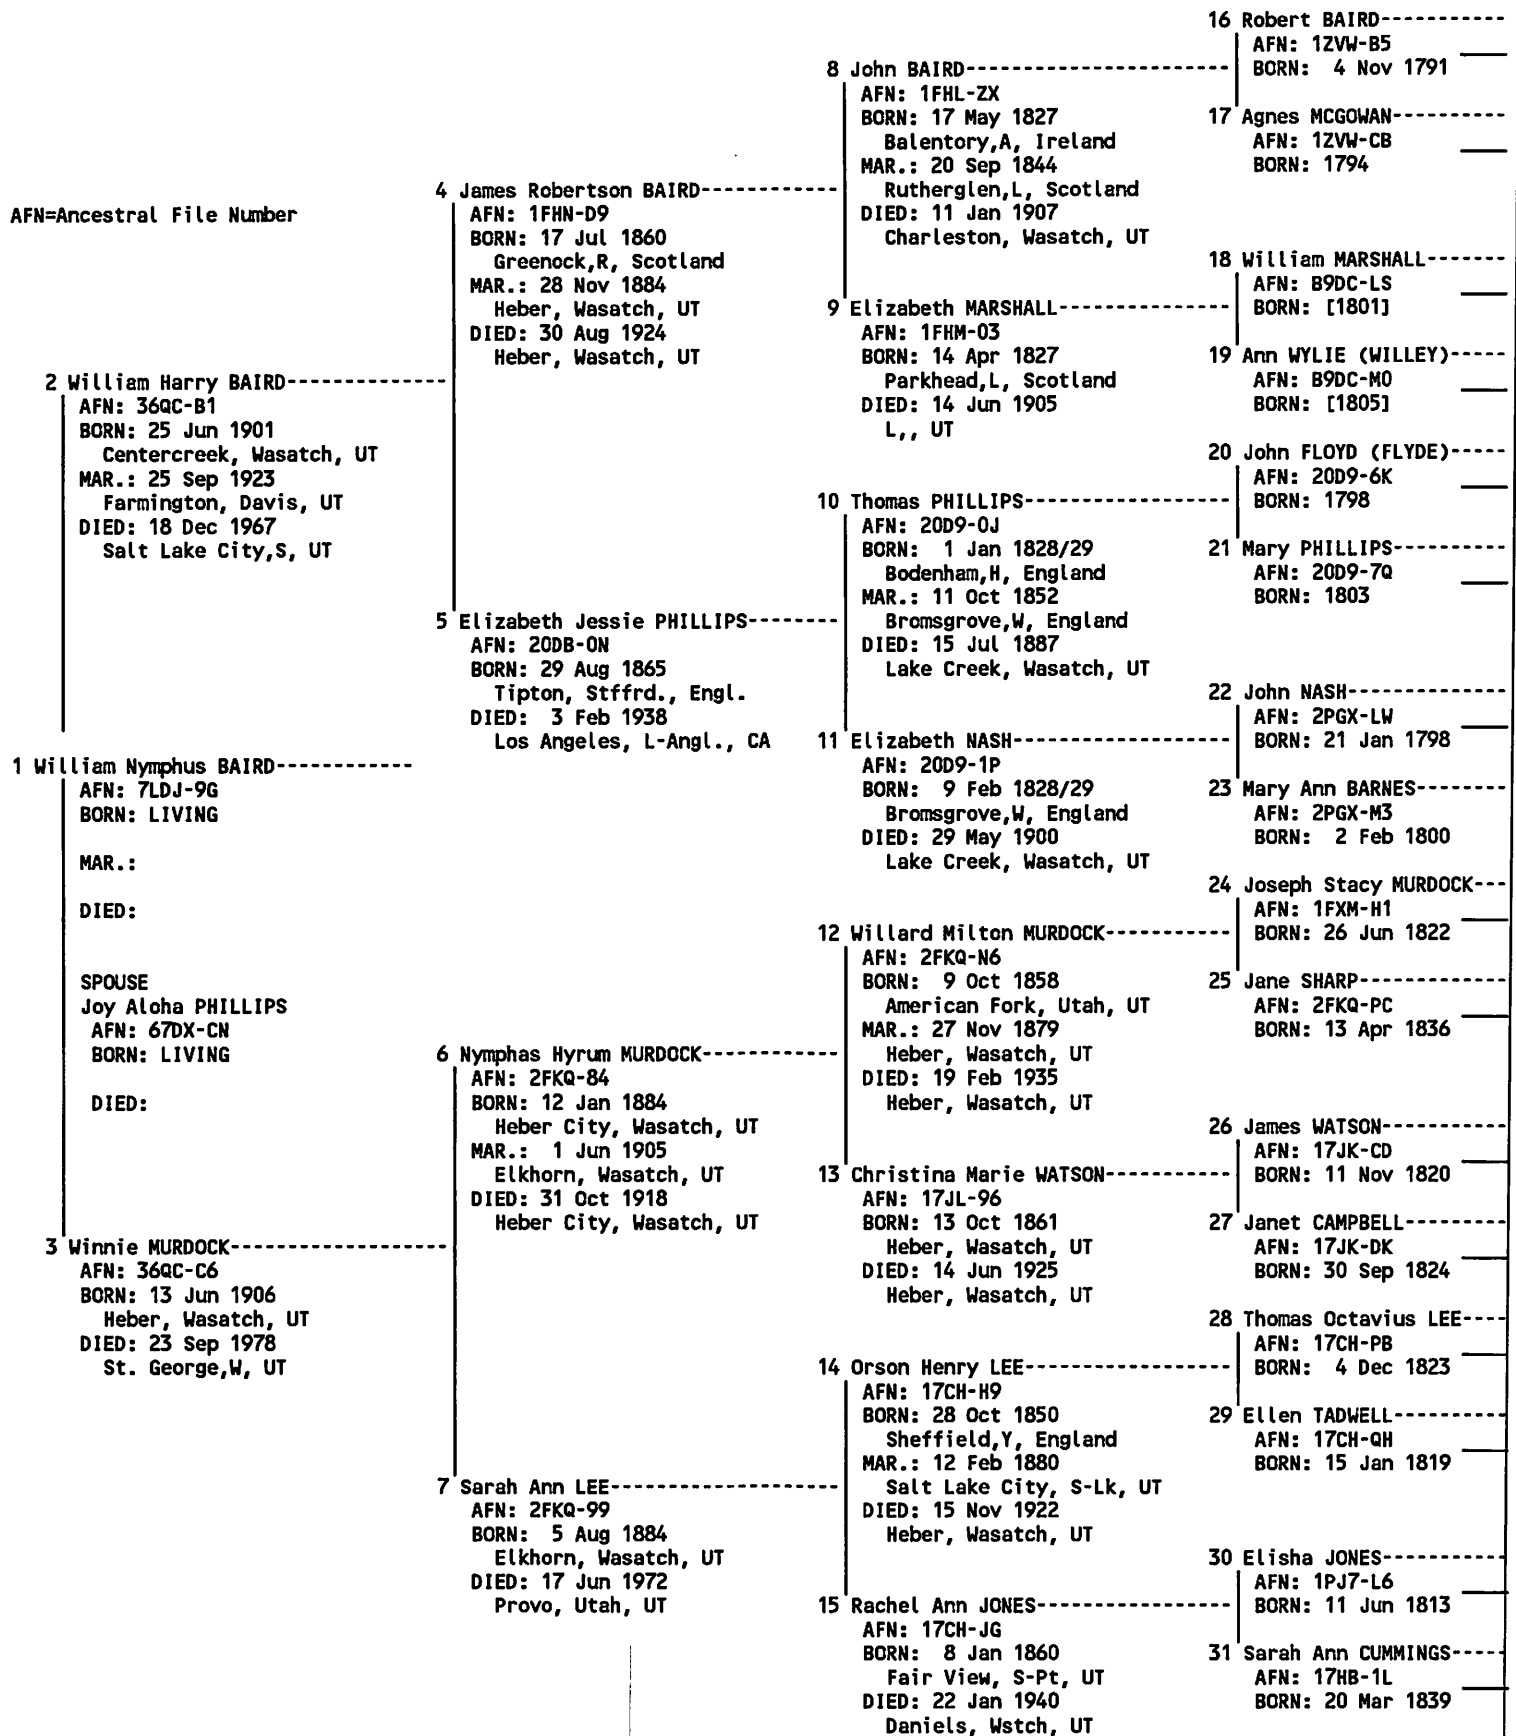 AFN=Ancestral File Number
1 William Nymphus BAIRD------------
AFN: 7LDJ-9G
BORN: LIVING
MAR.:
DIED:
SPOUSE
Joy Aloha PHILLIPS
AFN: 67DX-CN
BORN: LIVING
DIED:
2 William Harry BAIRD--------------
AFN: 36QC-B1
BORN: 25 Jun 1901
Centercreek, Wasatch, UT
MAR.: 25 Sep 1923
Farmington, Davis, UT
DIED: 18 Dec 1967
Salt Lake City,S, UT
3 Winnie MURDOCK-------------------
AFN: 36QC-C6
BORN: 13 Jun 1906
Heber, Wasatch, UT
DIED: 23 Sep 1978
St. George,W, UT
4 James Robertson BAIRD------------
AFN: 1FHN-D9
BORN: 17 Jul 1860
Greenock,R, Scotland
MAR.: 28 Nov 1884
Heber, Wasatch, UT
DIED: 30 Aug 1924
Heber, Wasatch, UT
5 Elizabeth Jessie PHILLIPS--------
AFN: 20DB-0N
BORN: 29 Aug 1865
Tipton, Stffrd., Engl.
DIED: 3 Feb 1938
Los Angeles, L-Angl., CA
6 Nymphas Hyrum MURDOCK------------
AFN: 2FKQ-84
BORN: 12 Jan 1884
Heber City, Wasatch, UT
MAR.: 1 Jun 1905
Elkhorn, Wasatch, UT
DIED: 31 Oct 1918
Heber City, Wasatch, UT
7 Sarah Ann LEE--------------------
AFN: 2FKQ-99
BORN: 5 Aug 1884
Elkhorn, Wasatch, UT
DIED: 17 Jun 1972
Provo, Utah, UT
8 John BAIRD-----------------------
AFN: 1FHL-ZX
BORN: 17 May 1827
Balentory,A, Ireland
MAR.: 20 Sep 1844
Rutherglen,L, Scotland
DIED: 11 Jan 1907
Charleston, Wasatch, UT
9 Elizabeth MARSHALL---------------
AFN: 1FHM-03
BORN: 14 Apr 1827
Parkhead,L, Scotland
DIED: 14 Jun 1905
L,, UT
10 Thomas PHILLIPS------------------
AFN: 20D9-0J
BORN: 1 Jan 1828/29
Bodenham,H, England
MAR.: 11 Oct 1852
Bromsgrove,W, England
DIED: 15 Jul 1887
Lake Creek, Wasatch, UT
11 Elizabeth NASH-------------------
AFN: 20D9-1P
BORN: 9 Feb 1828/29
Bromsgrove,W, England
DIED: 29 May 1900
Lake Creek, Wasatch, UT
12 Willard Milton MURDOCK-----------
AFN: 2FKQ-N6
BORN: 9 Oct 1858
American Fork, Utah, UT
MAR.: 27 Nov 1879
Heber, Wasatch, UT
DIED: 19 Feb 1935
Heber, Wasatch, UT
13 Christina Marie WATSON-----------
AFN: 17JL-96
BORN: 13 Oct 1861
Heber, Wasatch, UT
DIED: 14 Jun 1925
Heber, Wasatch, UT
14 Orson Henry LEE------------------
AFN: 17CH-H9
BORN: 28 Oct 1850
Sheffield,Y, England
MAR.: 12 Feb 1880
Salt Lake City, S-Lk, UT
DIED: 15 Nov 1922
Heber, Wasatch, UT
15 Rachel Ann JONES-----------------
AFN: 17CH-JG
BORN: 8 Jan 1860
Fair View, S-Pt, UT
DIED: 22 Jan 1940
Daniels, Wstch, UT
16 Robert BAIRD-----------
AFN: 1ZVW-B5
BORN: 4 Nov 1791
17 Agnes MCGOWAN----------
AFN: 1ZVW-CB
BORN: 1794
18 William MARSHALL-------
AFN: B9DC-LS
BORN: [1801]
19 Ann WYLIE (WILLEY)-----
AFN: B9DC-M0
BORN: [1805]
20 John FLOYD (FLYDE)-----
AFN: 20D9-6K
BORN: 1798
21 Mary PHILLIPS----------
AFN: 20D9-7Q
BORN: 1803
22 John NASH--------------
AFN: 2PGX-LW
BORN: 21 Jan 1798
23 Mary Ann BARNES--------
AFN: 2PGX-M3
BORN: 2 Feb 1800
24 Joseph Stacy MURDOCK---
AFN: 1FXM-H1
BORN: 26 Jun 1822
25 Jane SHARP-------------
AFN: 2FKQ-PC
BORN: 13 Apr 1836
26 James WATSON-----------
AFN: 17JK-CD
BORN: 11 Nov 1820
27 Janet CAMPBELL---------
AFN: 17JK-DK
BORN: 30 Sep 1824
28 Thomas Octavius LEE----
AFN: 17CH-PB
BORN: 4 Dec 1823
29 Ellen TADWELL----------
AFN: 17CH-QH
BORN: 15 Jan 1819
30 Elisha JONES-----------
AFN: 1PJ7-L6
BORN: 11 Jun 1813
31 Sarah Ann CUMMINGS-----
AFN: 17HB-1L
BORN: 20 Mar 1839